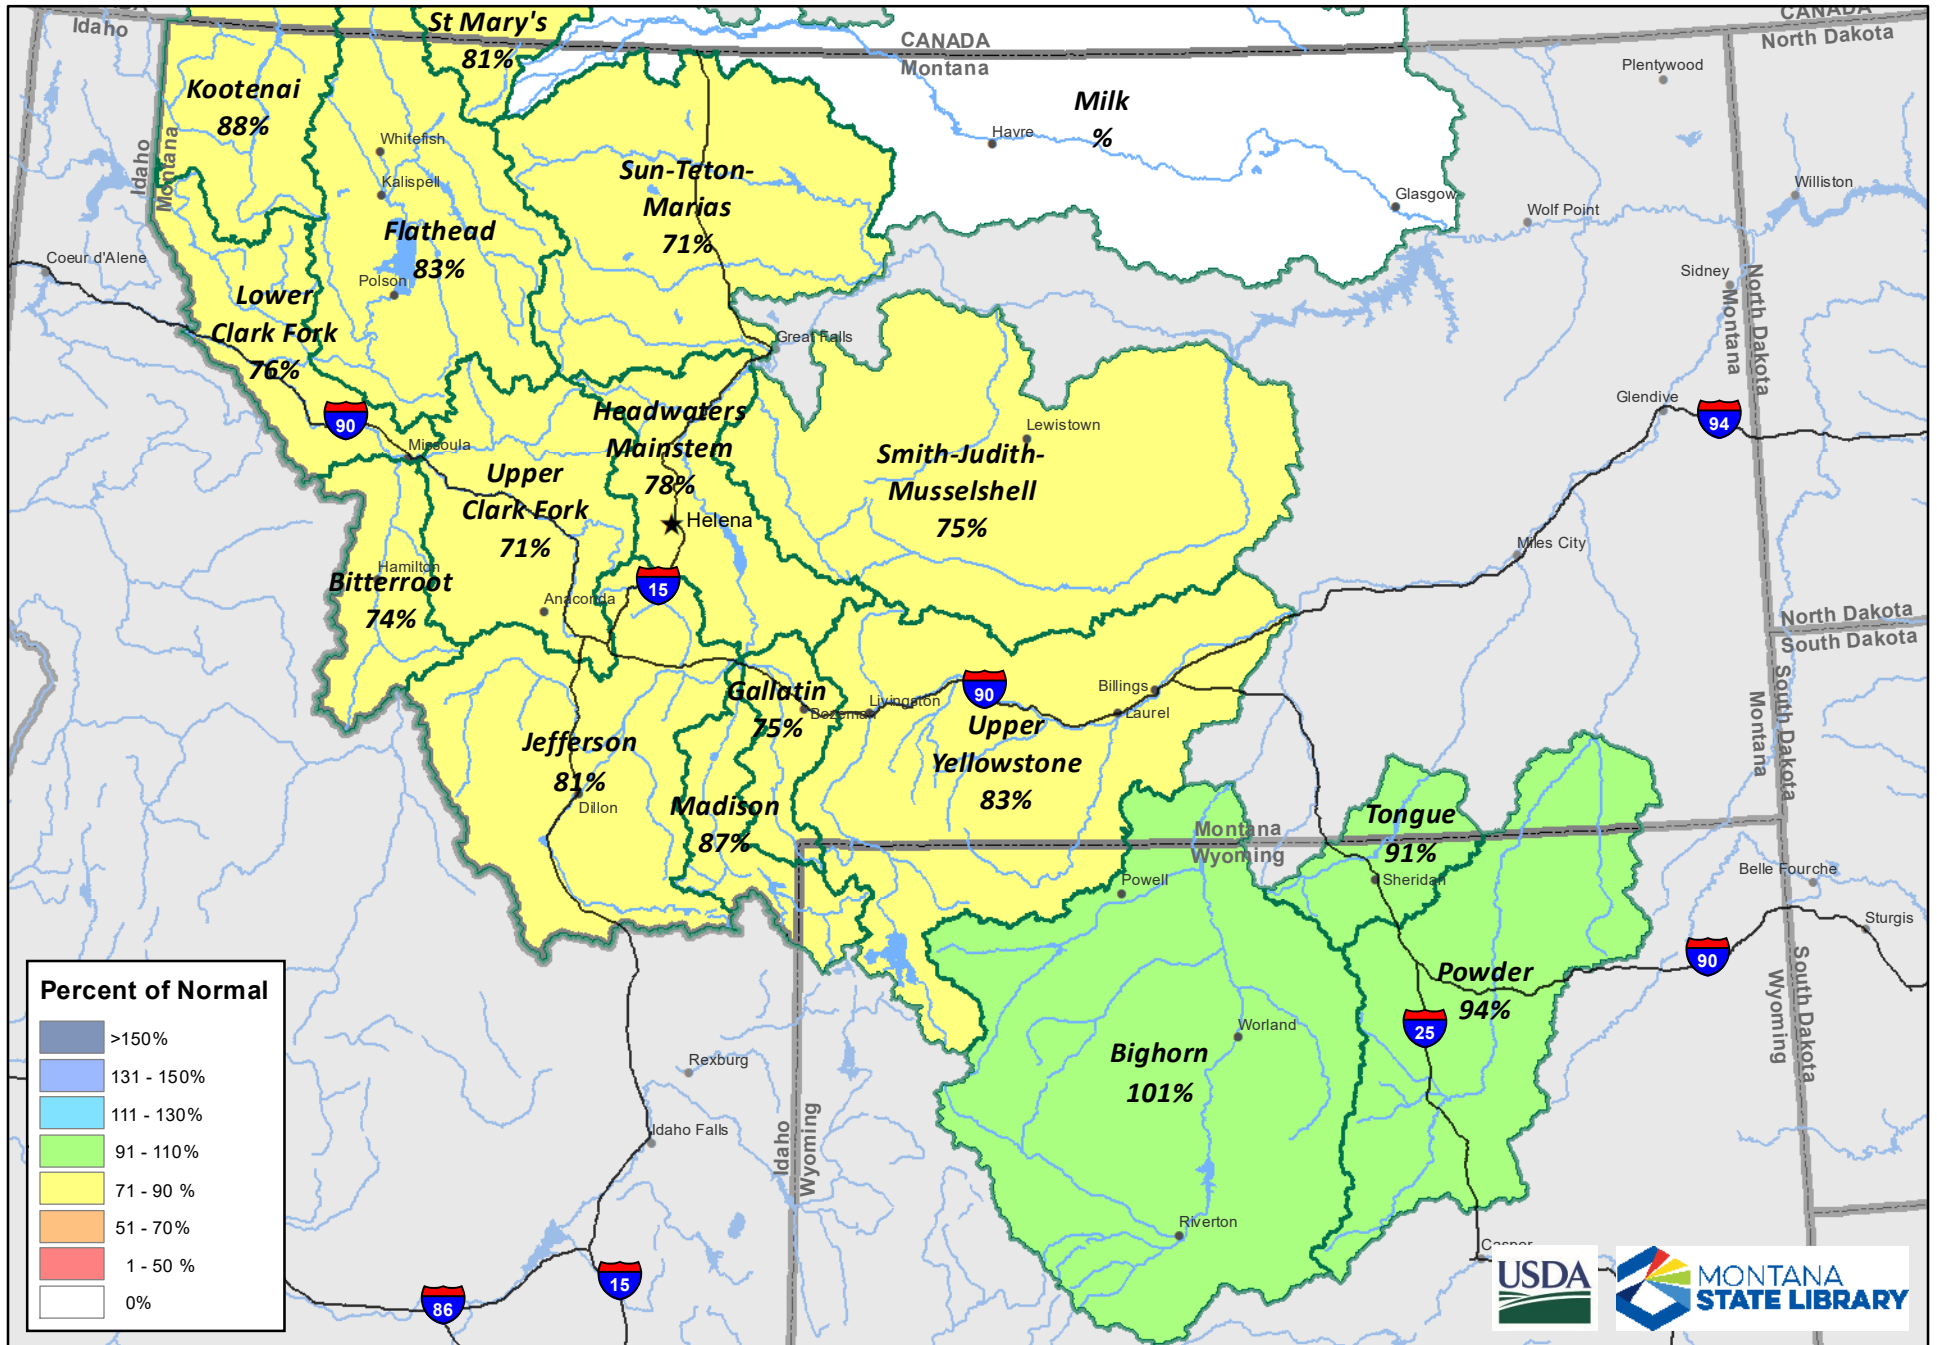 CANADA
Idaho
St Mary's
81%
CANADA
Montana
CANADA
North Dakota
Plentywood
Kootenai
88%
Milk
%
Havre
Whitefish
Kalispell
Idaho
Montana
Sun-Teton-
Marias
71%
Glasgow
Williston
Wolf Point
Flathead
83%
Coeur d'Alene
Polson
Sidney
North Dakota
Montana
Lower
Clark Fork
76%
Great Falls
Glendive
94
90
Headwaters
Mainstem
78%
Lewistown
Missoula
Smith-Judith-
Musselshell
75%
Upper
Clark Fork
71%
Helena
Miles City
Hamilton
Bitterroot
74%
15
Anaconda
North Dakota
South Dakota
Gallatin
75%
Bozeman
Livingston
90
Billings
Laurel
South Dakota
Montana
Upper
Yellowstone
83%
Jefferson
81%
Dillon
Madison
87%
Montana
Wyoming
Tongue
91%
Sheridan
Powell
Belle Fourche
Sturgis
90
Powder
94%
South Dakota
Wyoming
25
Worland
Bighorn
101%
Rexburg
Idaho Falls
Idaho
Wyoming
Riverton
Casper
15
86
Percent of Normal
>150%
131 - 150%
111 - 130%
91 - 110%
71 - 90 %
51 - 70%
1 - 50 %
0%
USDA
MONTANA
STATE LIBRARY